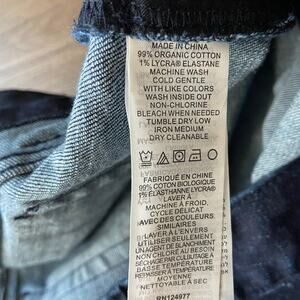 MADE IN CHINA
99% ORGANIC COTTON
1% LYCRA® ELASTANE
MACHINE WASH
COLD GENTLE
WITH LIKE COLORS
WASH INSIDE OUT
NON-CHLORINE
BLEACH WHEN NEEDED
TUMBLE DRY LOW
IRON MEDIUM
DRY CLEANABLE
FABRIQUÉ EN CHINE
99% COTON BIOLOGIQUE
1% ÉLASTHANNE LYCRA®
LAVER À
MACHINE À FROID,
CYCLE DÉLICAT
AVEC DES COULEURS
SIMILAIRES
LAVER À L'ENVERS
UTILISER SEULEMENT
UN AGENT DE BLANCHIMENT
NON CHLORÉ AU BESOIN
SÉCHAGE PAR CULBUTAGE À
BASSE TEMPÉRATURE
REPASSER À TEMPÉRATURE
MOYENNE
NETTOYABLE À SEC
RN124977